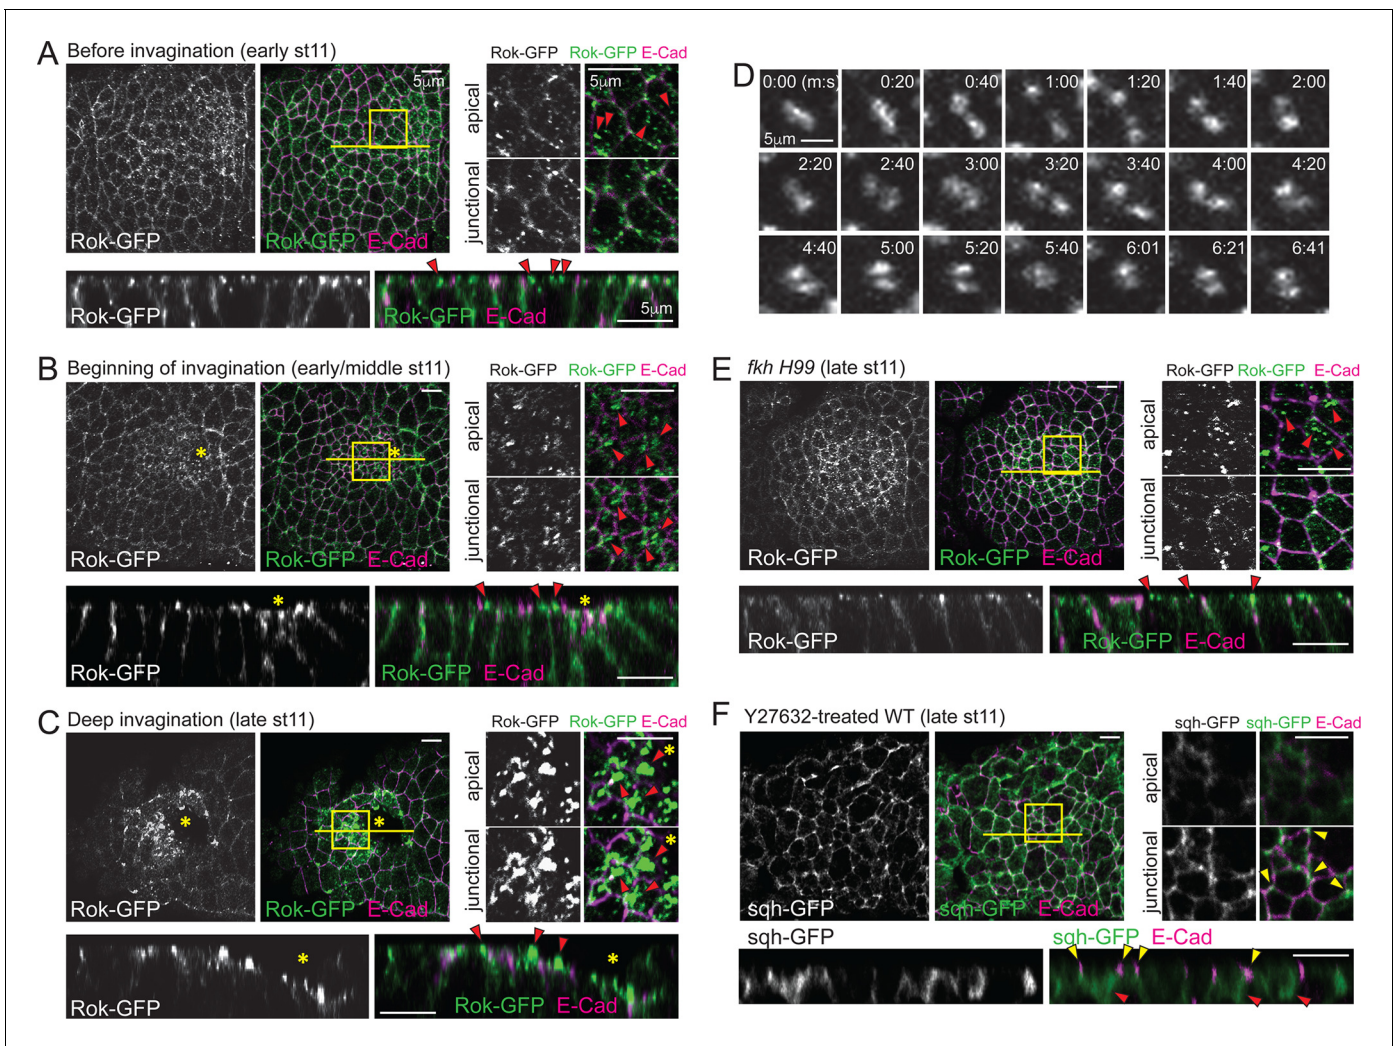 A Before invagination (early st11)
Rok-GFP Rok-GFP E-Cad
5μm
5μm
apical
junctional
Rok-GFP
Rok-GFP E-Cad
Rok-GFP
Rok-GFP E-Cad
5μm
B Beginning of invagination (early/middle st11)
Rok-GFP Rok-GFP E-Cad
*
*
apical
junctional
Rok-GFP
Rok-GFP E-Cad
*
*
Rok-GFP
Rok-GFP E-Cad
C Deep invagination (late st11)
Rok-GFP Rok-GFP E-Cad
*
*
*
*
apical
junctional
Rok-GFP
Rok-GFP E-Cad
*
*
Rok-GFP
Rok-GFP E-Cad
D
0:00 (m:s) 0:20 0:40 1:00 1:20 1:40 2:00
5μm
2:20 2:40 3:00 3:20 3:40 4:00 4:20
4:40 5:00 5:20 5:40 6:01 6:21 6:41
E fkh H99 (late st11)
Rok-GFP Rok-GFP E-Cad
apical
junctional
Rok-GFP
Rok-GFP E-Cad
Rok-GFP
Rok-GFP E-Cad
F Y27632-treated WT (late st11)
sqh-GFP sqh-GFP E-Cad
apical
junctional
sqh-GFP
sqh-GFP E-Cad
sqh-GFP
sqh-GFP E-Cad